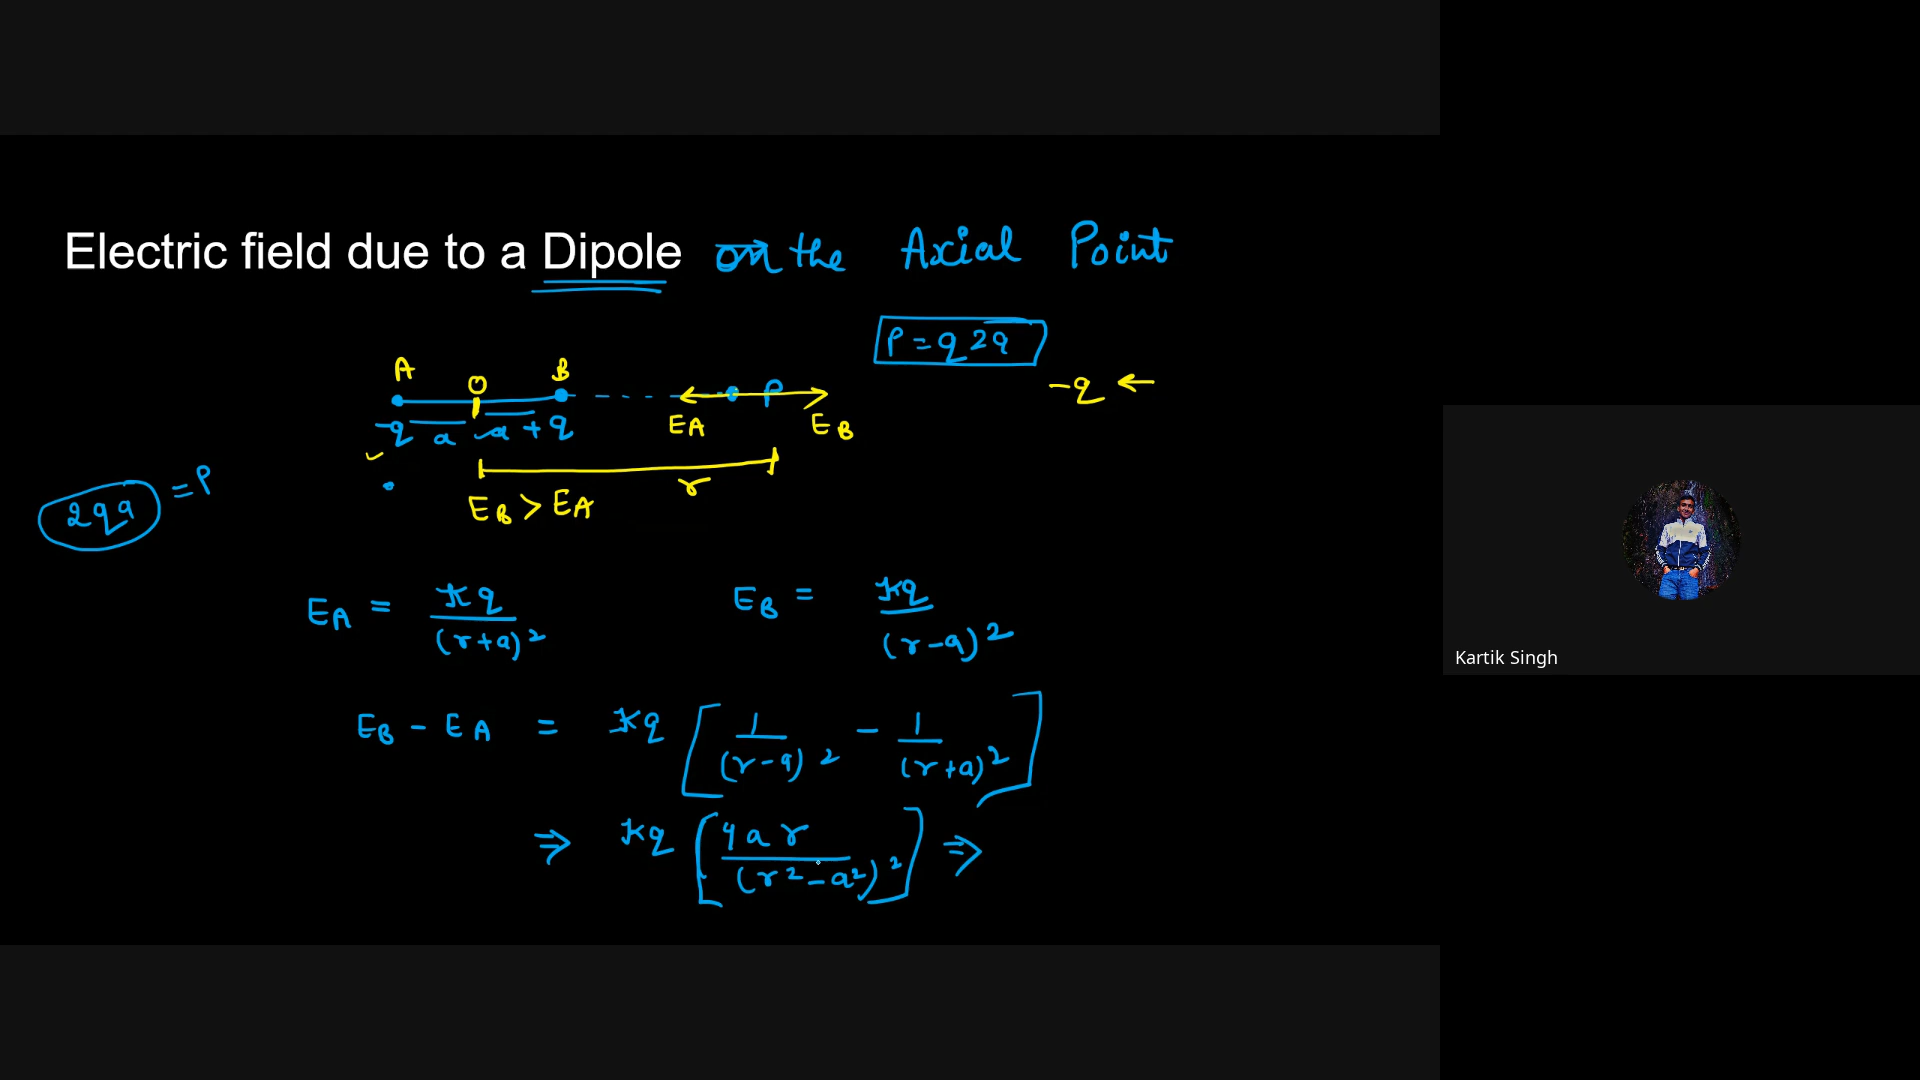 Electric field due to a Dipole on the Axial Point
P = q 2a
A O B P
-q a a +q EA EB
-q ←
r
2qa = P
EB > EA
EA = kq/(r+a)² EB = kq/(r-a)²
EB - EA = kq [1/(r-a)² - 1/(r+a)²]
⇒ kq [4ar/(r²-a²)²] ⇒
Kartik Singh